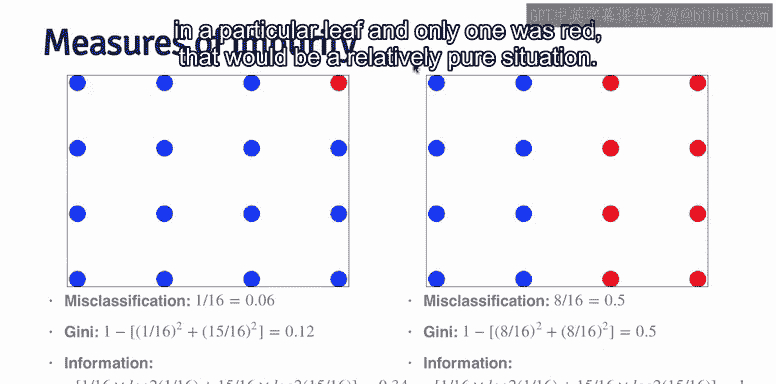 Measures of Impurity
in a particular leaf and only one was red,
that would be a relatively pure situation.
· Misclassification: 1/16 = 0.06
· Gini: 1 − [(1/16)² + (15/16)²] = 0.12
· Information:
· Misclassification: 8/16 = 0.5
· Gini: 1 − [(8/16)² + (8/16)²] = 0.5
· Information: